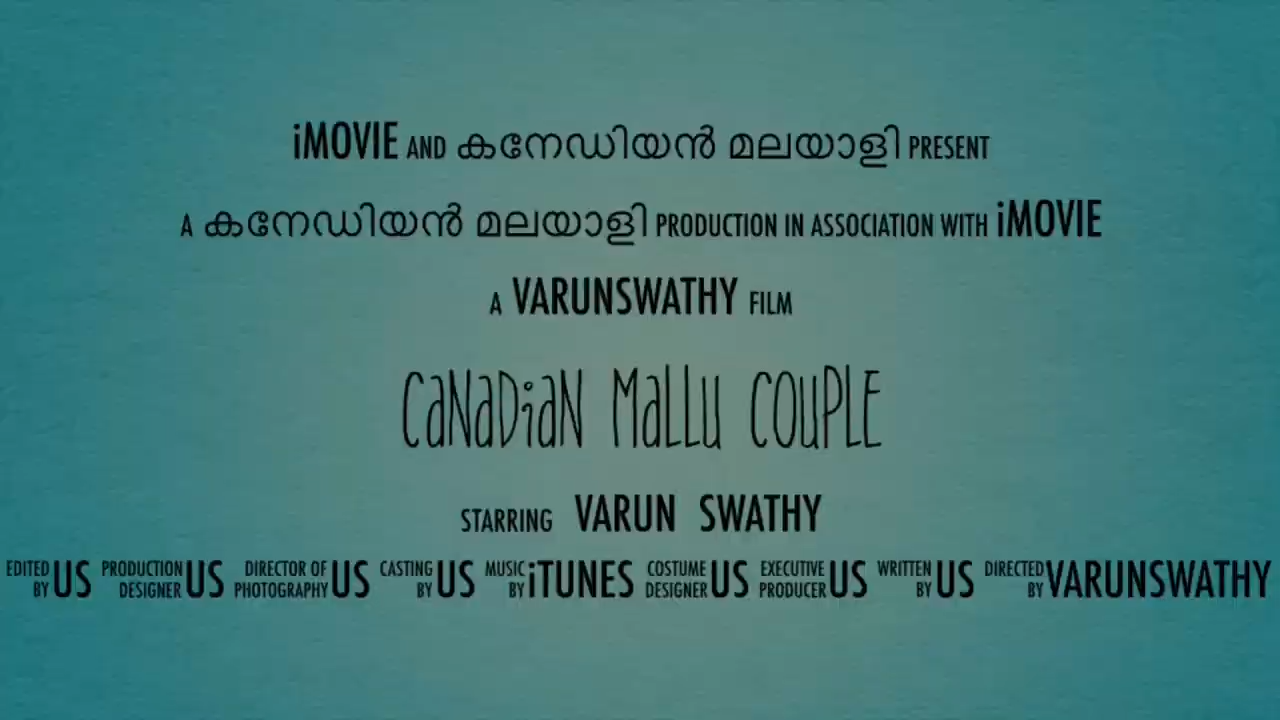 iMOVIE AND കനേഡിയൻ മലയാളി PRESENT
A കനേഡിയൻ മലയാളി PRODUCTION IN ASSOCIATION WITH iMOVIE
A VARUNSWATHY FILM
CaNaDiaN MaLLu COuPLE
STARRING VARUN SWATHY
EDITED BY US PRODUCTION DESIGNER US DIRECTOR OF PHOTOGRAPHY US CASTING BY US MUSIC BY iTUNES COSTUME DESIGNER US EXECUTIVE PRODUCER US WRITTEN BY US DIRECTED BY VARUNSWATHY